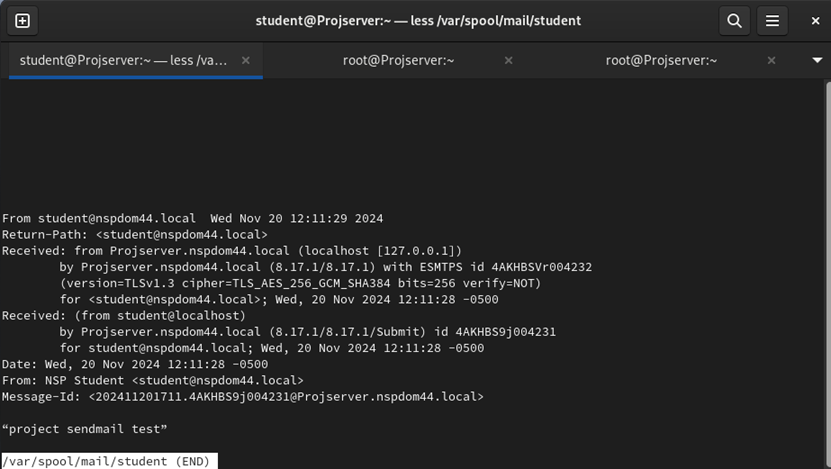 student@Projserver:~ — less /var/spool/mail/student
student@Projserver:~ — less /va…
root@Projserver:~
root@Projserver:~
From student@nspdom44.local  Wed Nov 20 12:11:29 2024
Return-Path: <student@nspdom44.local>
Received: from Projserver.nspdom44.local (localhost [127.0.0.1])
        by Projserver.nspdom44.local (8.17.1/8.17.1) with ESMTPS id 4AKHBSVr004232
        (version=TLSv1.3 cipher=TLS_AES_256_GCM_SHA384 bits=256 verify=NOT)
        for <student@nspdom44.local>; Wed, 20 Nov 2024 12:11:28 -0500
Received: (from student@localhost)
        by Projserver.nspdom44.local (8.17.1/8.17.1/Submit) id 4AKHBS9j004231
        for student@nspdom44.local; Wed, 20 Nov 2024 12:11:28 -0500
Date: Wed, 20 Nov 2024 12:11:28 -0500
From: NSP Student <student@nspdom44.local>
Message-Id: <202411201711.4AKHBS9j004231@Projserver.nspdom44.local>
“project sendmail test”
/var/spool/mail/student (END)